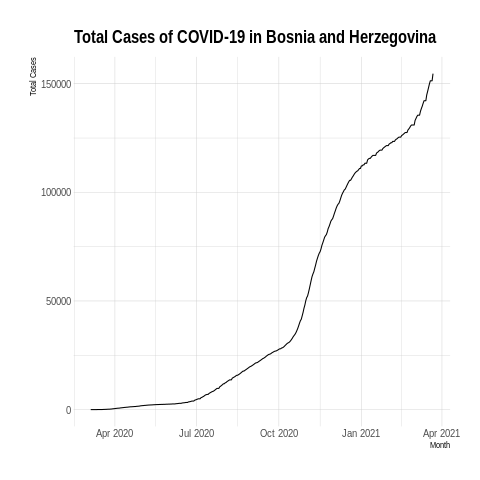 Total Cases of COVID-19 in Bosnia and Herzegovina
Total Cases
150000
100000
50000
0
Apr 2020 Jul 2020 Oct 2020 Jan 2021 Apr 2021
Month